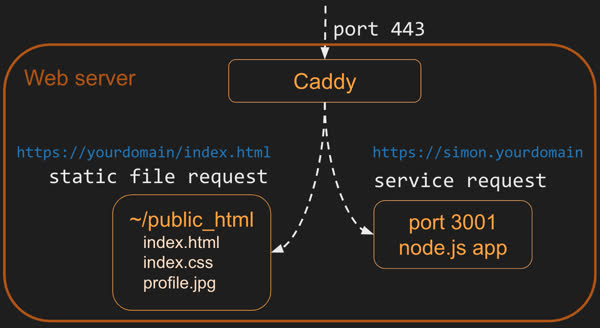 port 443
Web server
Caddy
https://yourdomain/index.html
static file request
https://simon.yourdomain
service request
~/public_html
index.html
index.css
profile.jpg
port 3001
node.js app